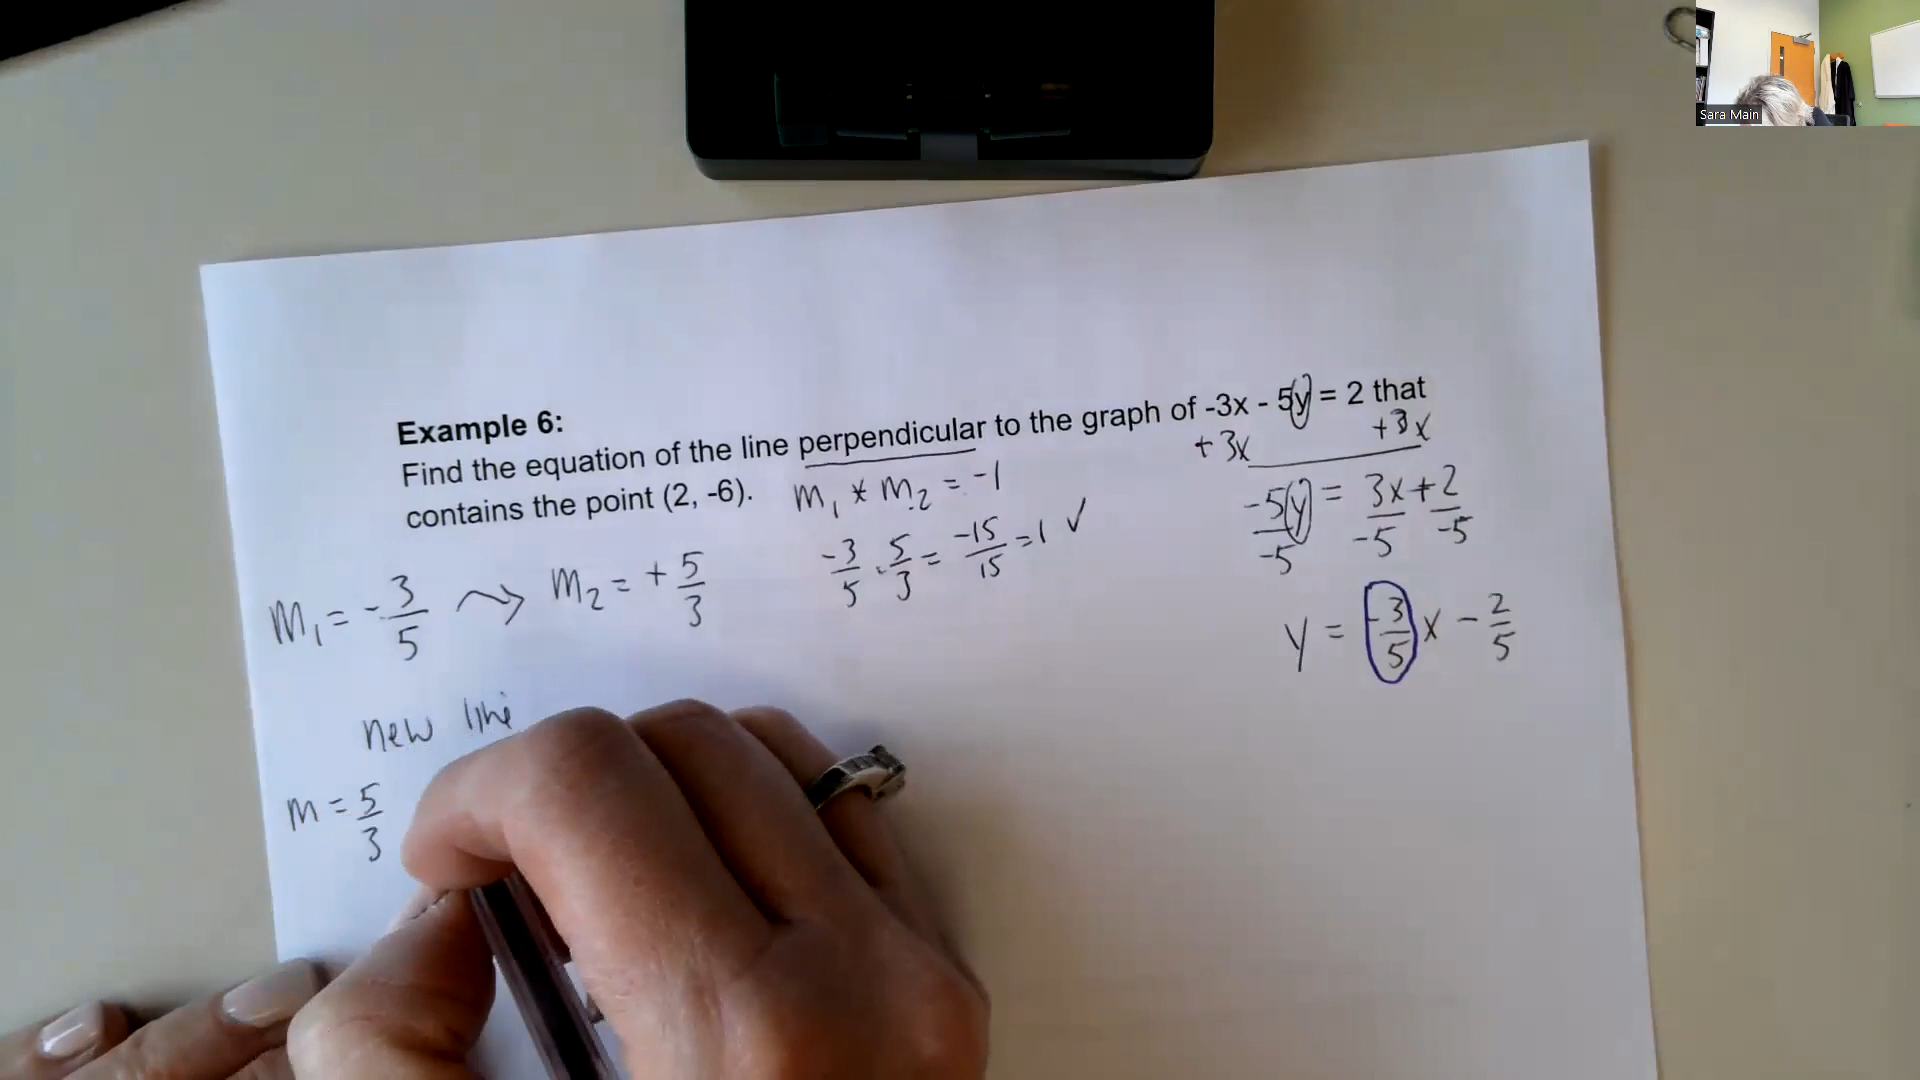 Sara Main
Example 6:
Find the equation of the line perpendicular to the graph of -3x - 5y = 2 that
contains the point (2, -6).
+3x +3x
m₁ * m₂ = -1
-5y/-5 = 3x/-5 + 2/-5
-3/5 · 5/3 = -15/15 = 1 ✓
m₁ = -3/5 → m₂ = +5/3
y = -3/5 x - 2/5
new line
m = 5/3